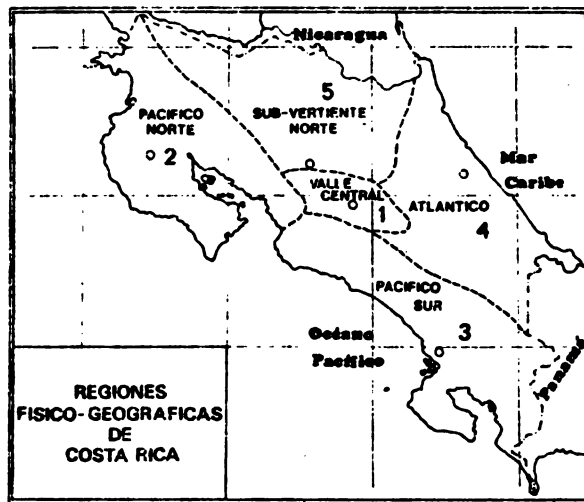 Nicaragua
5
SUB-VERTIENTE
NORTE
PACIFICO
NORTE
2
Mar
Caribe
VALLE
CENTRAL
1
ATLANTICO
4
PACIFICO
SUR
3
Océano
Pacífico
Panamá
REGIONES
FISICO-GEOGRAFICAS
DE
COSTA RICA